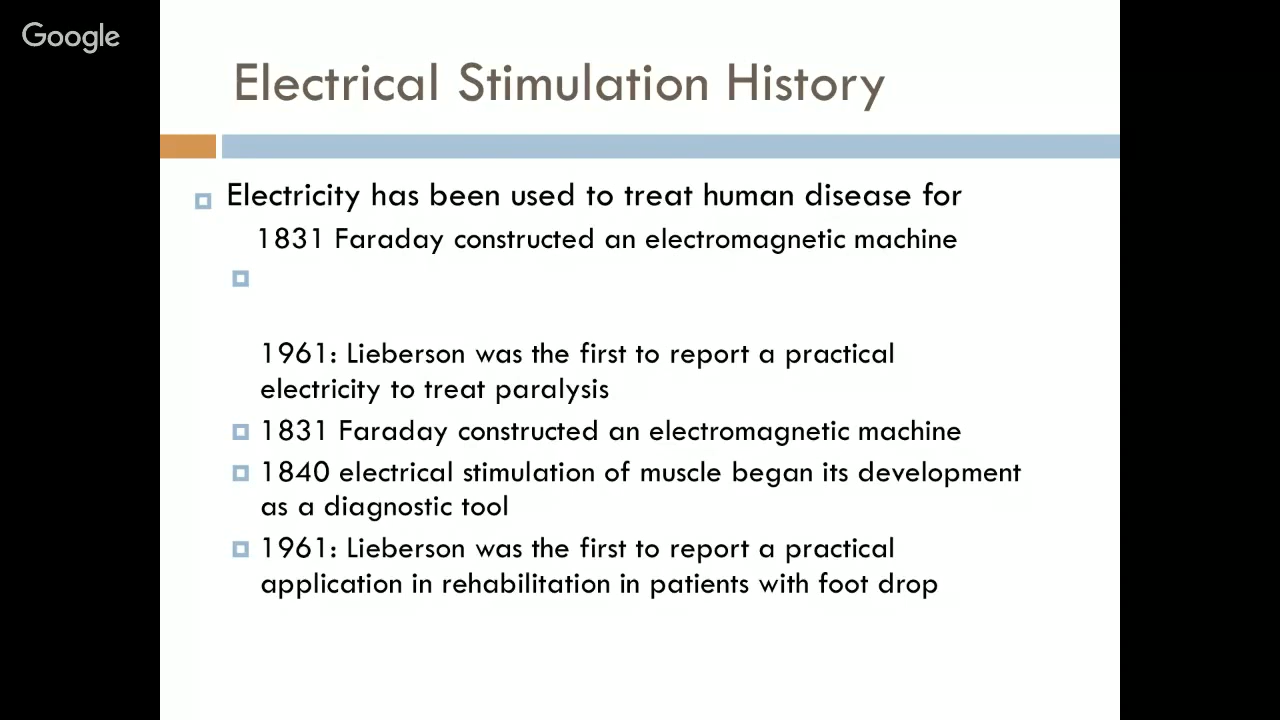 Google
Electrical Stimulation History
Electricity has been used to treat human disease for
1831 Faraday constructed an electromagnetic machine
1961: Lieberson was the first to report a practical
electricity to treat paralysis
1831 Faraday constructed an electromagnetic machine
1840 electrical stimulation of muscle began its development
as a diagnostic tool
1961: Lieberson was the first to report a practical
application in rehabilitation in patients with foot drop